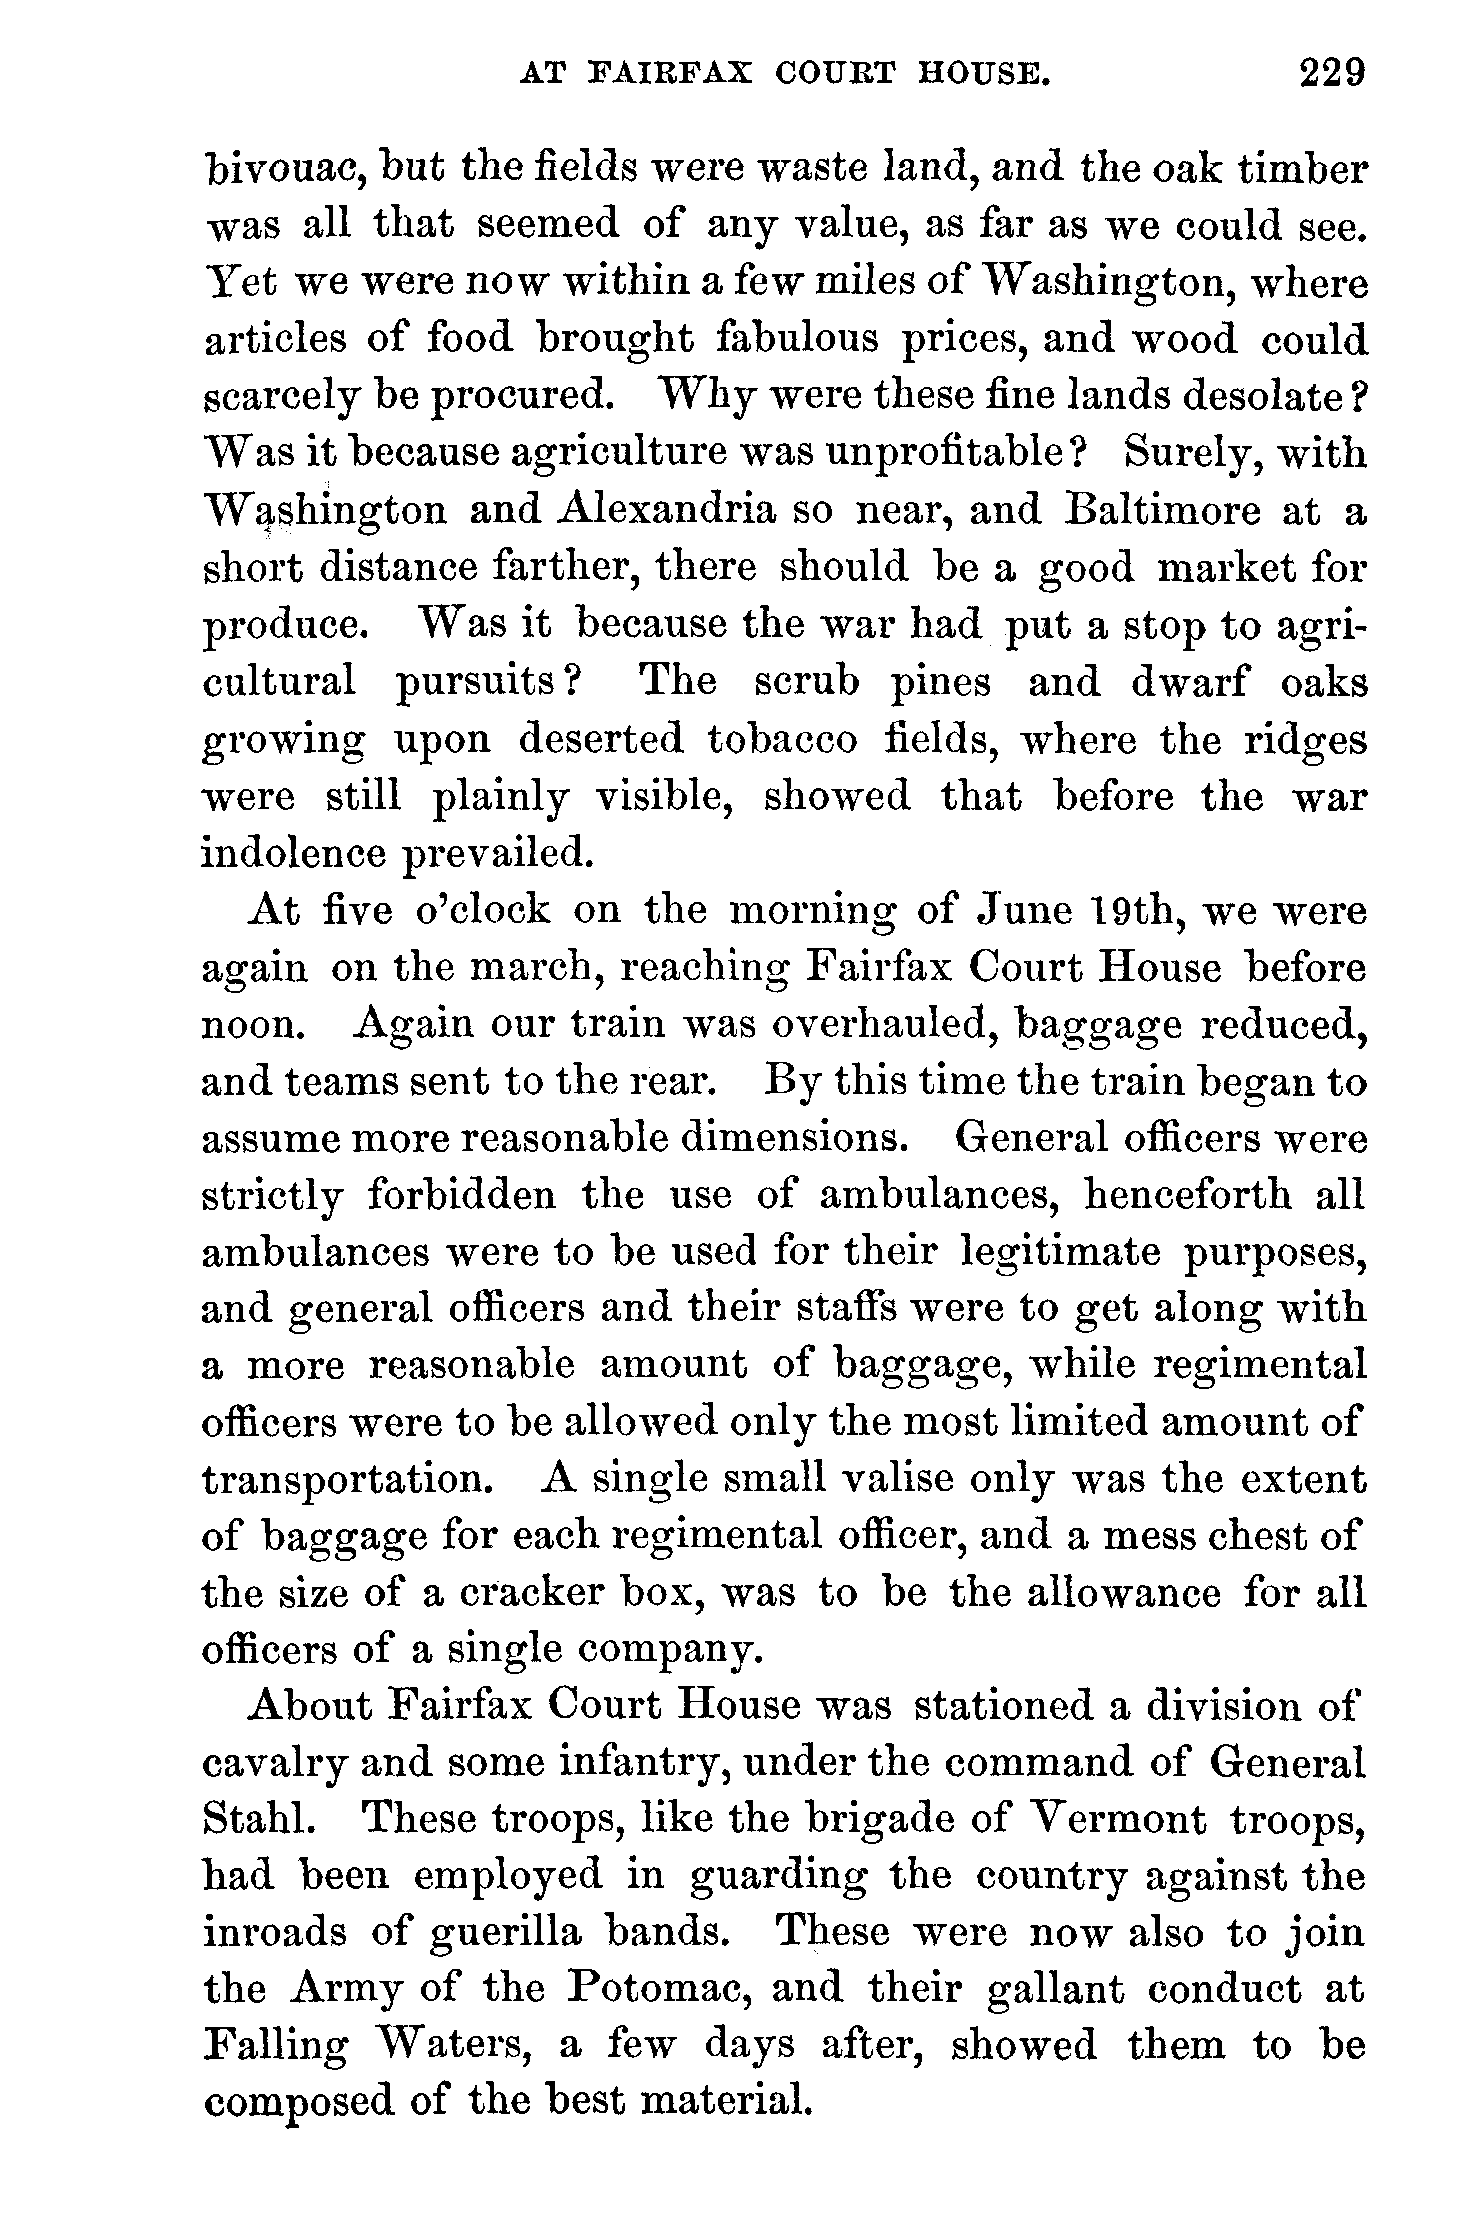 AT FAIRFAX COURT HOUSE. 229
bivouac, but the fields were waste land, and the oak timber
was all that seemed of any value, as far as we could see.
Yet we were now within a few miles of Washington, where
articles of food brought fabulous prices, and wood could
scarcely be procured. Why were these fine lands desolate?
Was it because agriculture was unprofitable? Surely, with
Washington and Alexandria so near, and Baltimore at a
short distance farther, there should be a good market for
produce. Was it because the war had put a stop to agri-
cultural pursuits? The scrub pines and dwarf oaks
growing upon deserted tobacco fields, where the ridges
were still plainly visible, showed that before the war
indolence prevailed.
At five o'clock on the morning of June 19th, we were
again on the march, reaching Fairfax Court House before
noon. Again our train was overhauled, baggage reduced,
and teams sent to the rear. By this time the train began to
assume more reasonable dimensions. General officers were
strictly forbidden the use of ambulances, henceforth all
ambulances were to be used for their legitimate purposes,
and general officers and their staffs were to get along with
a more reasonable amount of baggage, while regimental
officers were to be allowed only the most limited amount of
transportation. A single small valise only was the extent
of baggage for each regimental officer, and a mess chest of
the size of a cracker box, was to be the allowance for all
officers of a single company.
About Fairfax Court House was stationed a division of
cavalry and some infantry, under the command of General
Stahl. These troops, like the brigade of Vermont troops,
had been employed in guarding the country against the
inroads of guerilla bands. These were now also to join
the Army of the Potomac, and their gallant conduct at
Falling Waters, a few days after, showed them to be
composed of the best material.